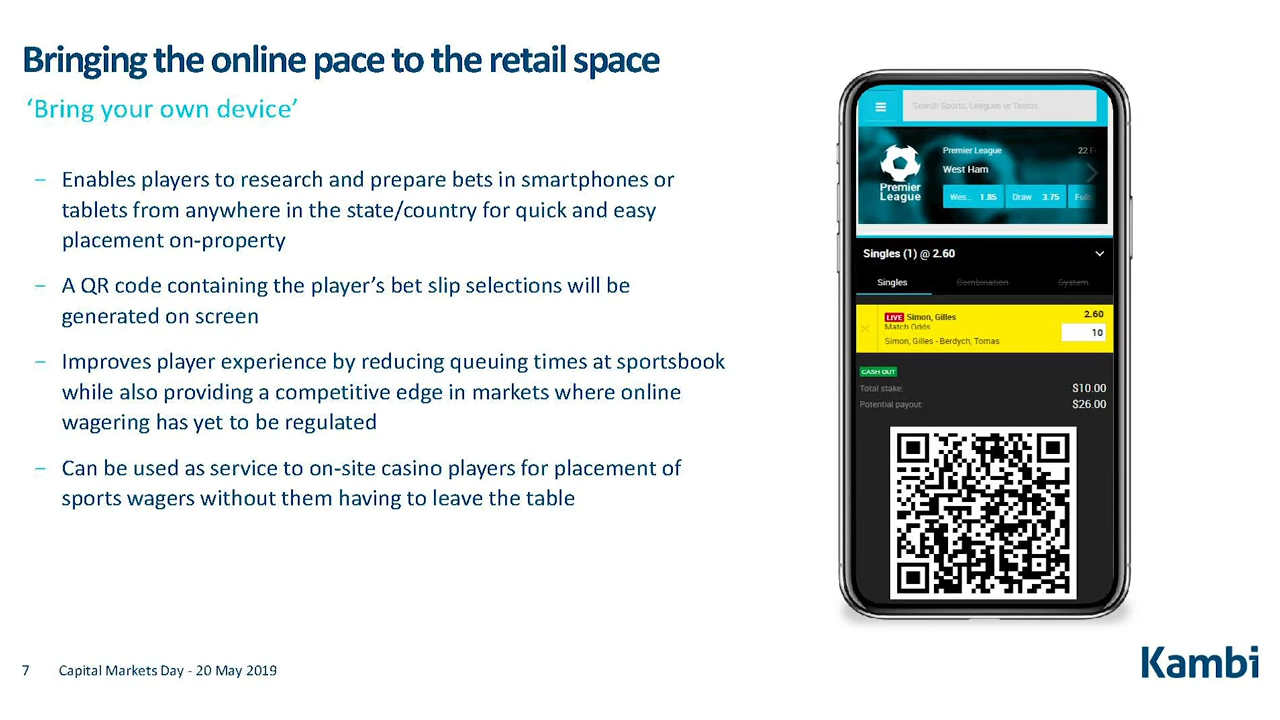 Bringing the online pace to the retail space
‘Bring your own device’
– Enables players to research and prepare bets in smartphones or
tablets from anywhere in the state/country for quick and easy
placement on-property
– A QR code containing the player’s bet slip selections will be
generated on screen
– Improves player experience by reducing queuing times at sportsbook
while also providing a competitive edge in markets where online
wagering has yet to be regulated
– Can be used as service to on-site casino players for placement of
sports wagers without them having to leave the table
Search Sports, Leagues or Teams
Premier League 22 F
West Ham
Premier
League
Wes.. 1.85 Draw 3.75 Fulh
Singles (1) @ 2.60
Singles Combination System
LIVE Simon, Gilles 2.60
Match Odds 10
Simon, Gilles - Berdych, Tomas
CASH OUT
Total stake: $10.00
Potential payout: $26.00
7 Capital Markets Day - 20 May 2019
Kambi